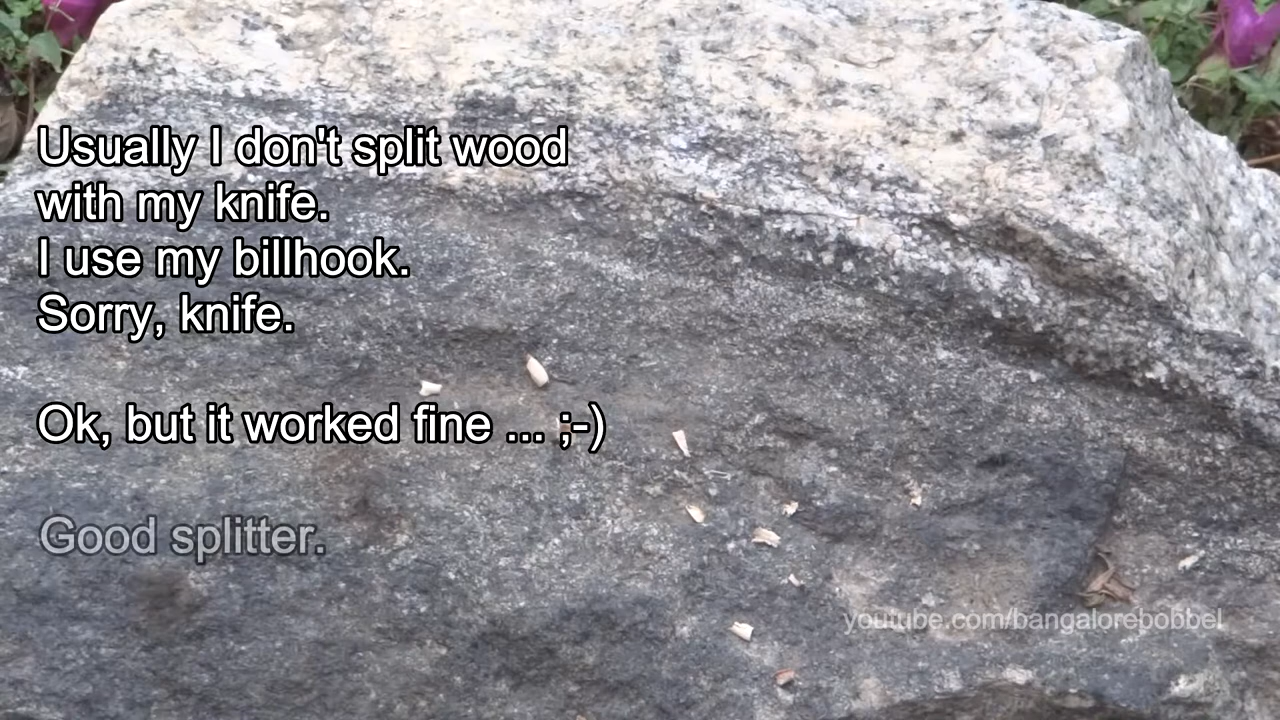 Usually I don't split wood
with my knife.
I use my billhook.
Sorry, knife.
Ok, but it worked fine ... ;-)
Good splitter.
youtube.com/bangalorebobbel